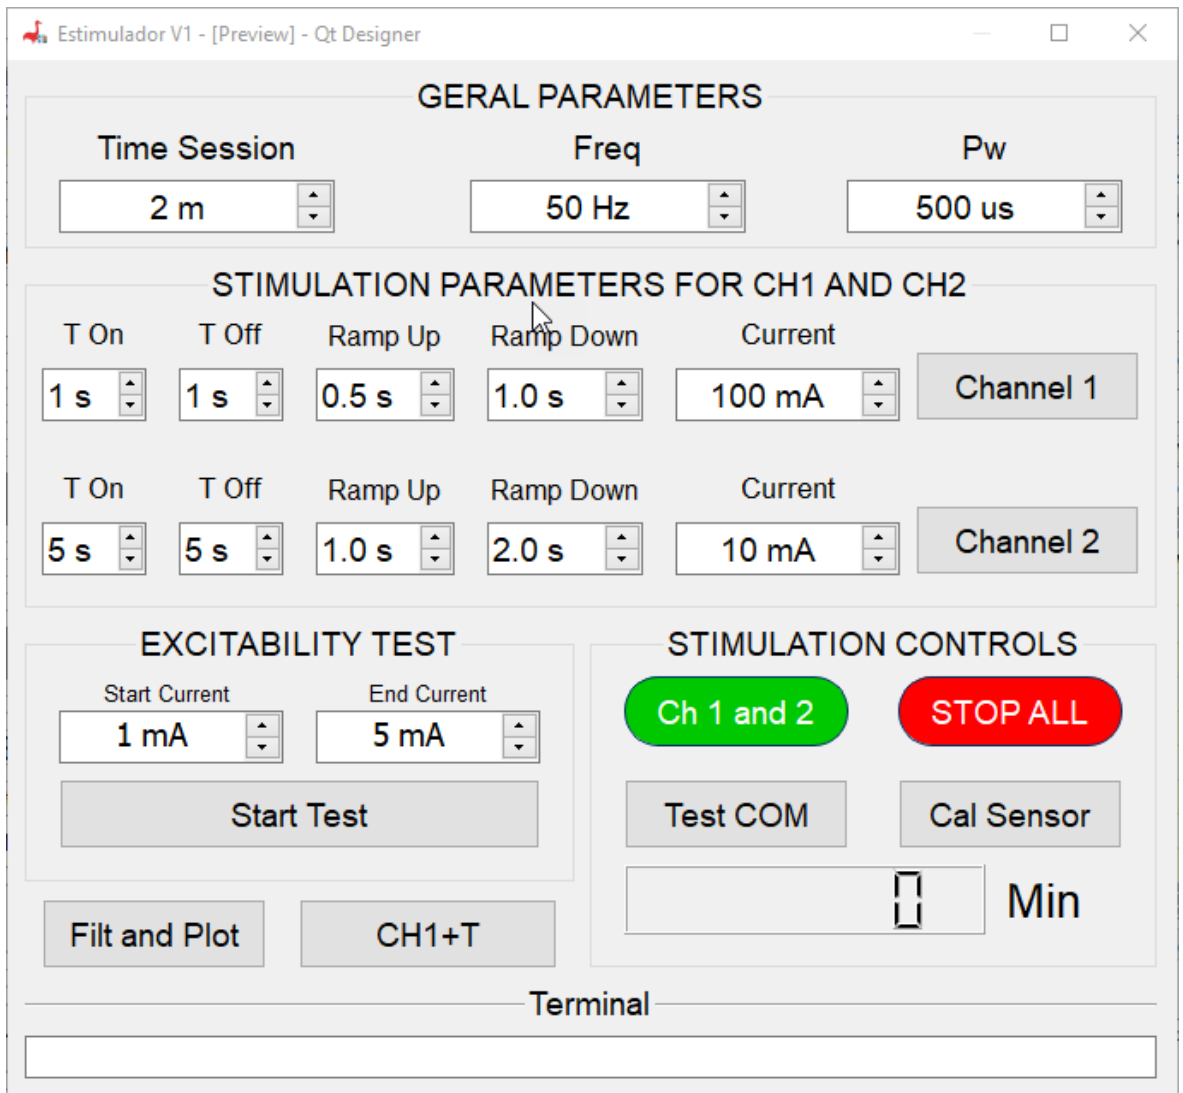 Estimulador V1 - [Preview] - Qt Designer
GERAL PARAMETERS
Time Session Freq Pw
2 m 50 Hz 500 us
STIMULATION PARAMETERS FOR CH1 AND CH2
T On T Off Ramp Up Ramp Down Current
1 s 1 s 0.5 s 1.0 s 100 mA Channel 1
T On T Off Ramp Up Ramp Down Current
5 s 5 s 1.0 s 2.0 s 10 mA Channel 2
EXCITABILITY TEST
Start Current End Current
1 mA 5 mA
Start Test
STIMULATION CONTROLS
Ch 1 and 2 STOP ALL
Test COM Cal Sensor
0 Min
Filt and Plot CH1+T
Terminal